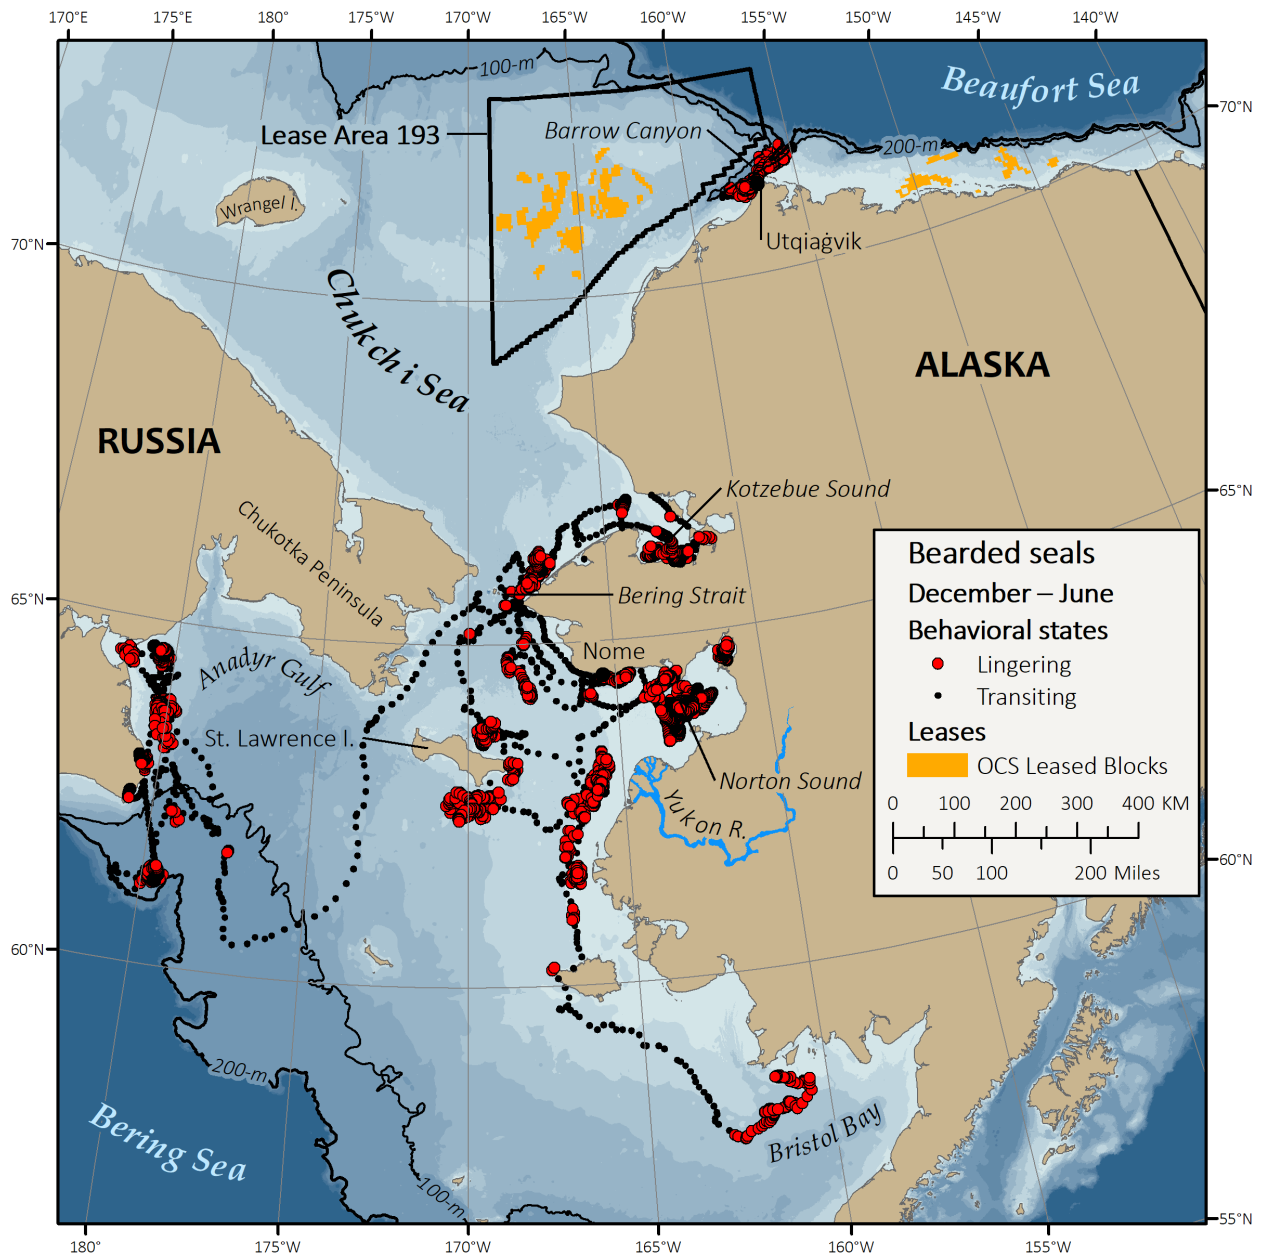 170°E 175°E 180° 175°W 170°W 165°W 160°W 155°W 150°W 145°W 140°W
100-m
Beaufort Sea
70°N
Lease Area 193
Barrow Canyon
200-m
Wrangel I.
70°N
Utqiaġvik
Chukchi Sea
ALASKA
RUSSIA
Kotzebue Sound
65°N
Chukotka Peninsula
65°N
Bering Strait
Nome
Anadyr Gulf
St. Lawrence I.
Norton Sound
Yukon R.
Bearded seals
December – June
Behavioral states
Lingering
Transiting
Leases
OCS Leased Blocks
0 100 200 300 400 KM
0 50 100 200 Miles
60°N
60°N
200-m
Bering Sea
Bristol Bay
100-m
55°N
180° 175°W 170°W 165°W 160°W 155°W